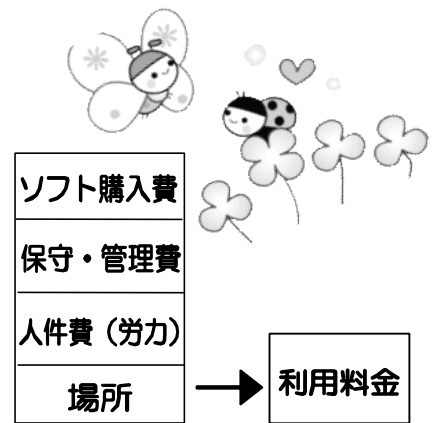 ソフト購入費
保守・管理費
人件費（労力）
場所
利用料金